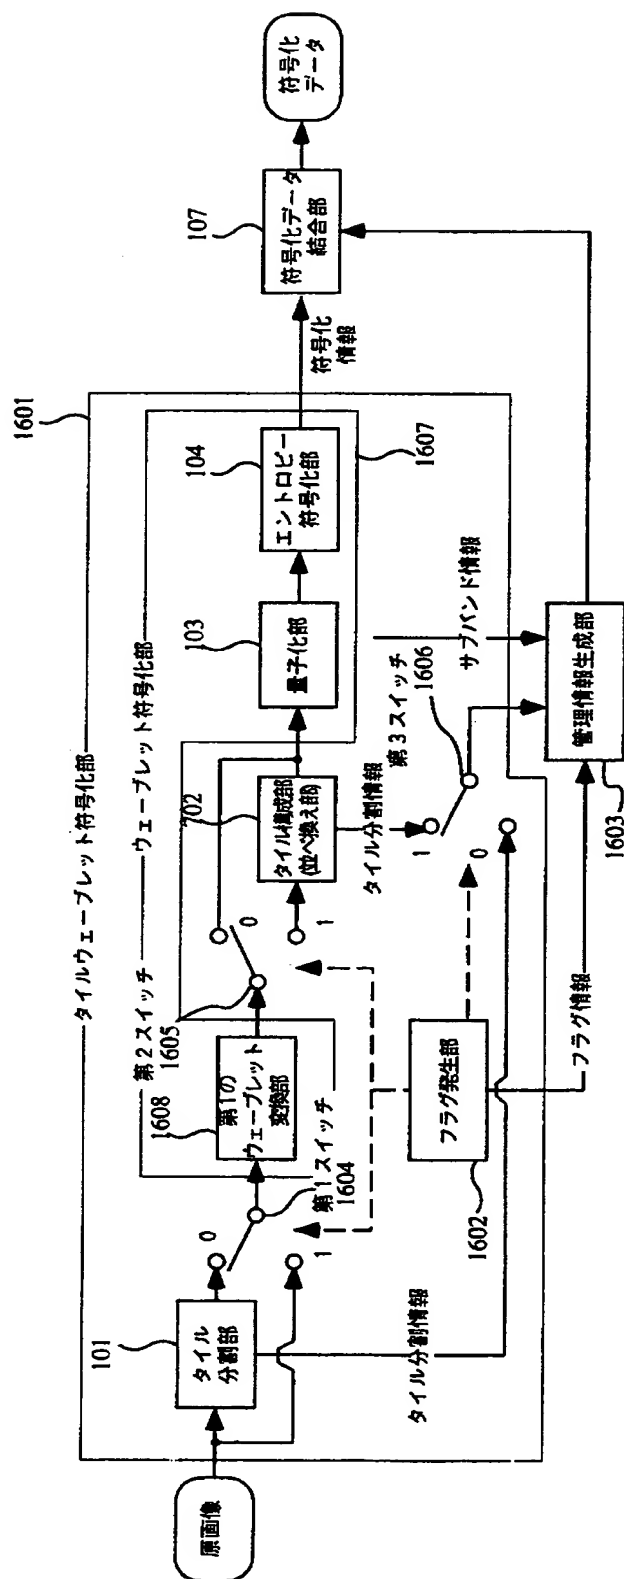 1601
タイルウェーブレット符号化部
ウェーブレット符号化部
原画像
101
タイル
分割部
タイル分割情報
0
1
第1スイッチ
1604
1608
第1の
ウェーブレット
変換部
第2スイッチ
1605
0
1
702
タイル構成部
(並べ換え部)
タイル分割情報
103
量子化部
104
エントロピー
符号化部
1607
符号化
情報
107
符号化データ
結合部
符号化
データ
フラグ発生部
1602
フラグ情報
1
0
第3スイッチ
1606
サブバンド情報
管理情報生成部
1603